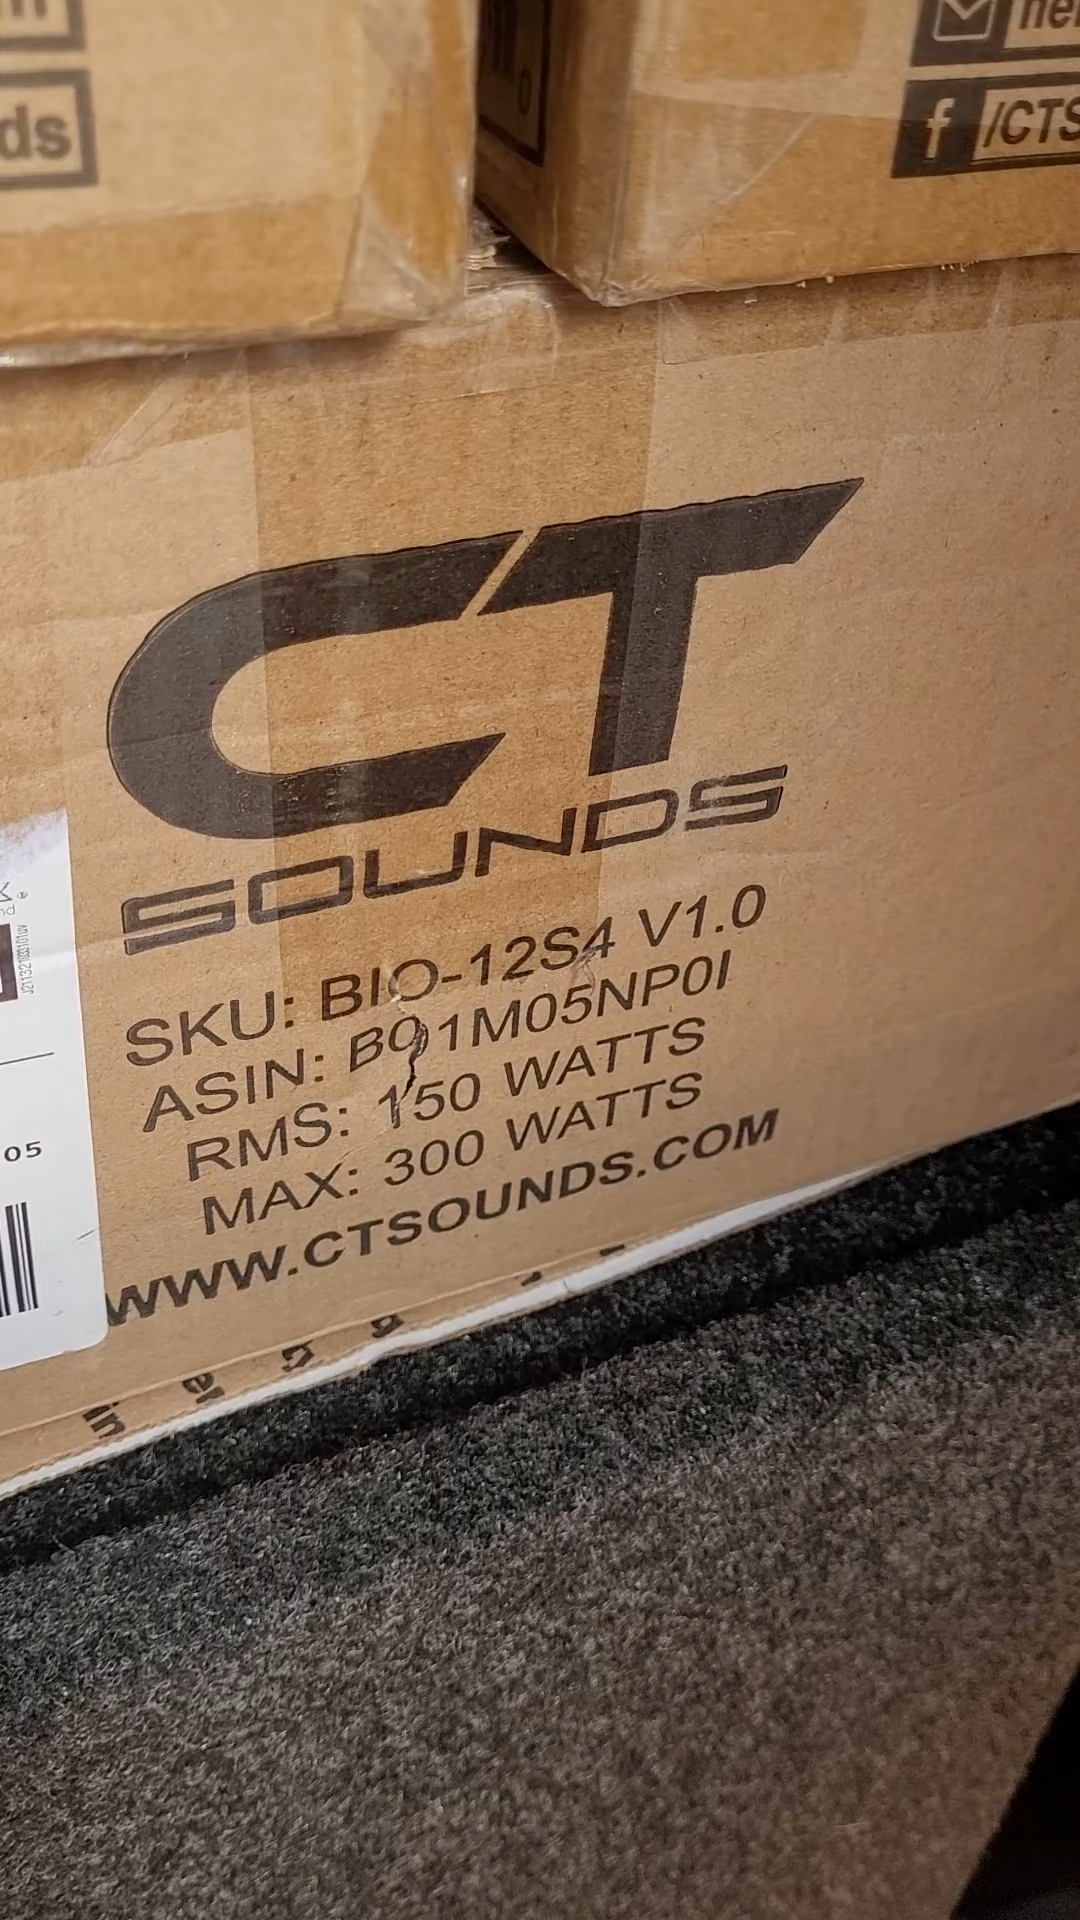 ds
/CTS
CT
SOUNDS
SKU: BIO-12S4 V1.0
ASIN: B01M05NP0I
RMS: 150 WATTS
MAX: 300 WATTS
WWW.CTSOUNDS.COM
05